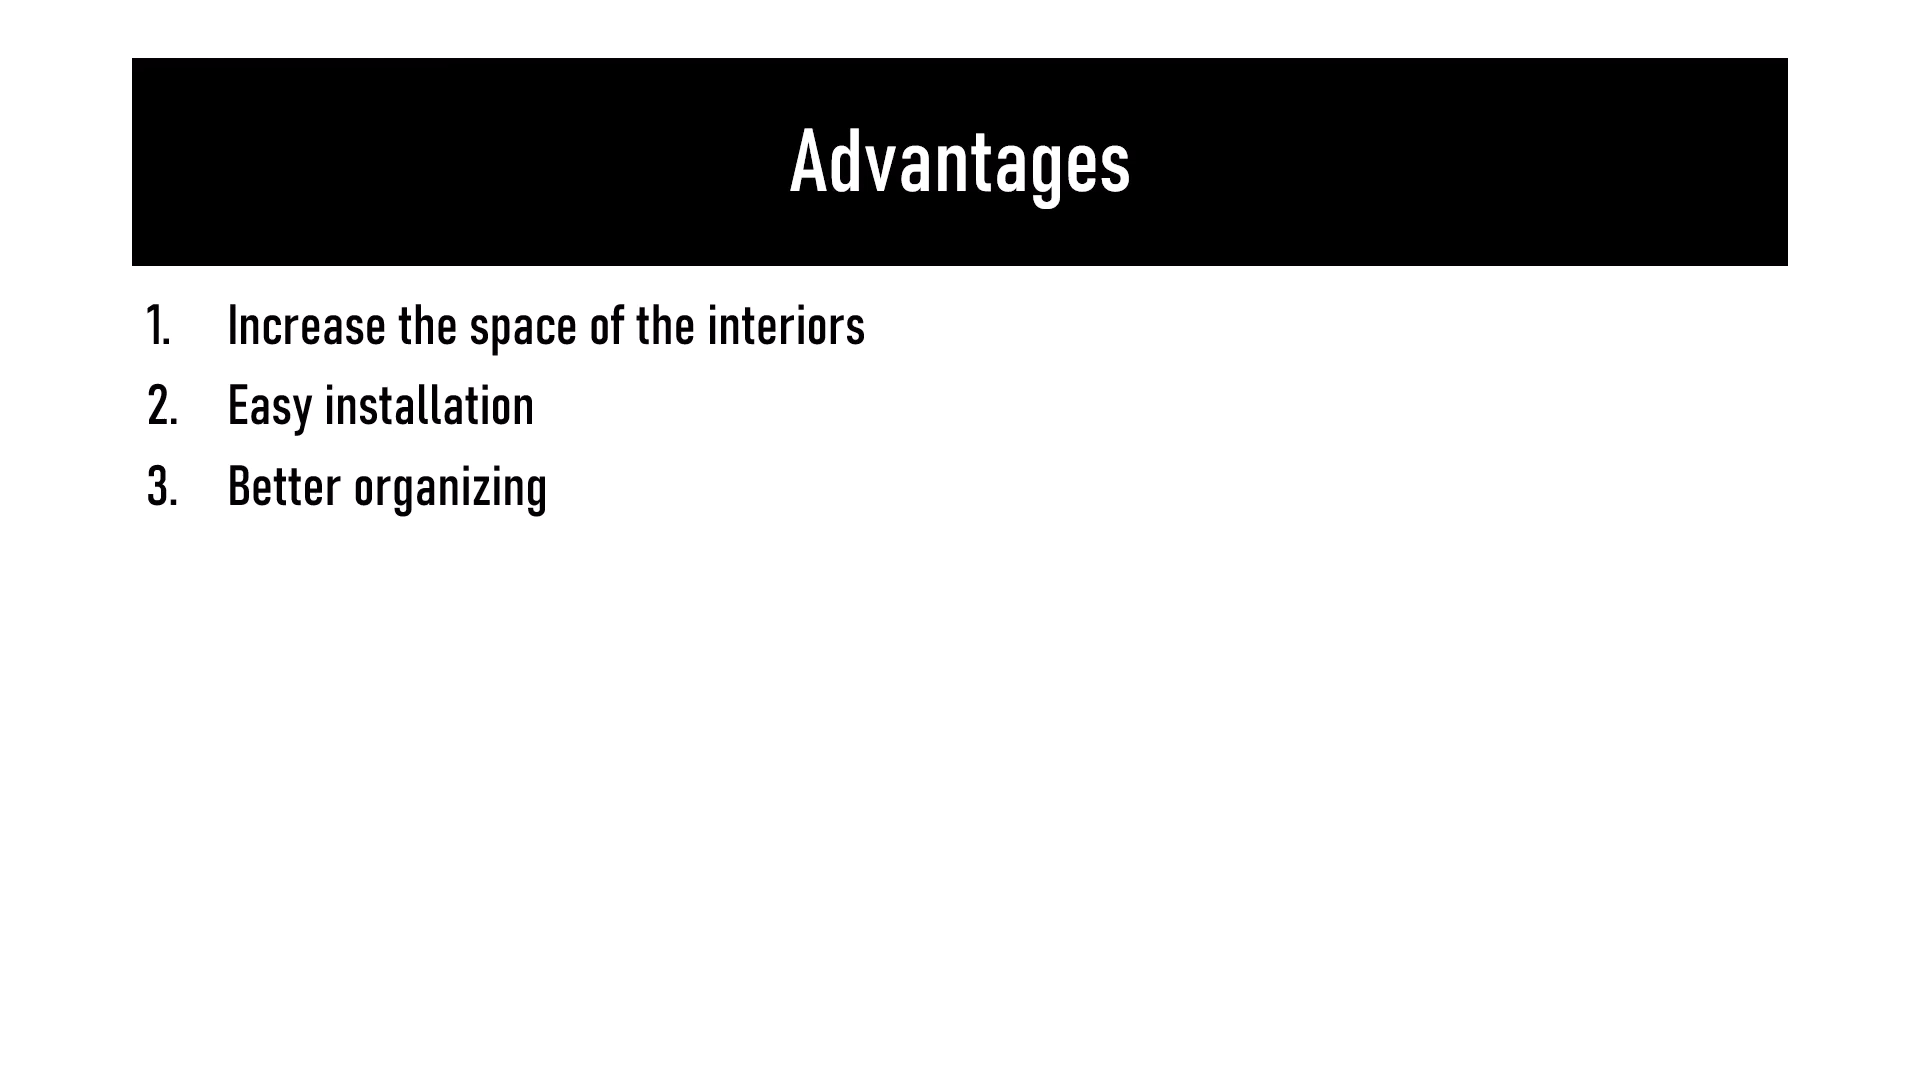 Advantages
1. Increase the space of the interiors
2. Easy installation
3. Better organizing